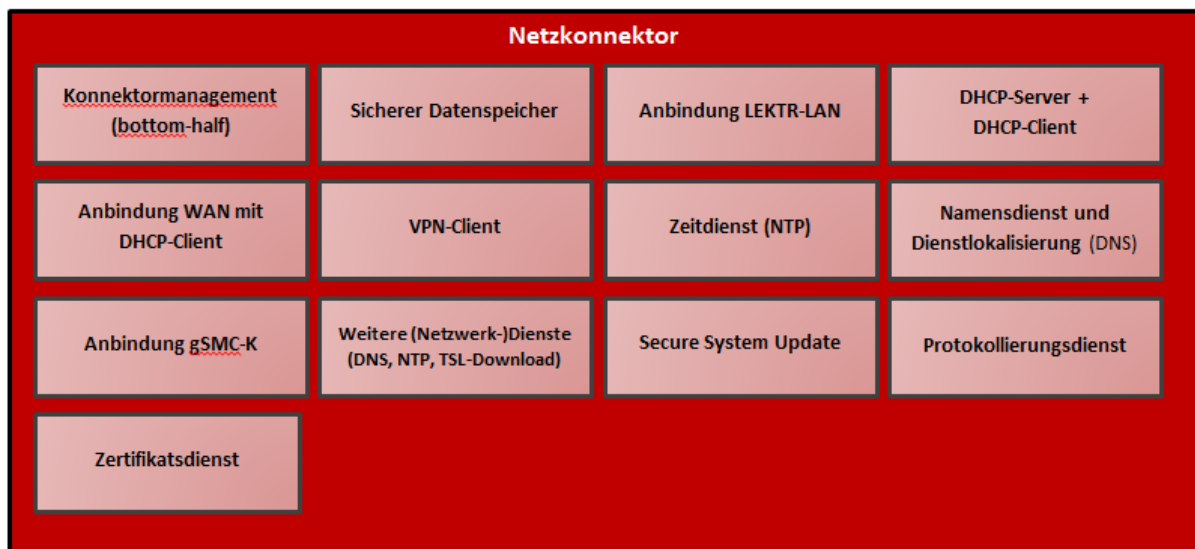 Netzkonnektor
Konnektormanagement
(bottom-half)
Sicherer Datenspeicher
Anbindung LEKTR-LAN
DHCP-Server +
DHCP-Client
Anbindung WAN mit
DHCP-Client
VPN-Client
Zeitdienst (NTP)
Namensdienst und
Dienstlokalisierung (DNS)
Anbindung gSMC-K
Weitere (Netzwerk-)Dienste
(DNS, NTP, TSL-Download)
Secure System Update
Protokollierungsdienst
Zertifikatsdienst